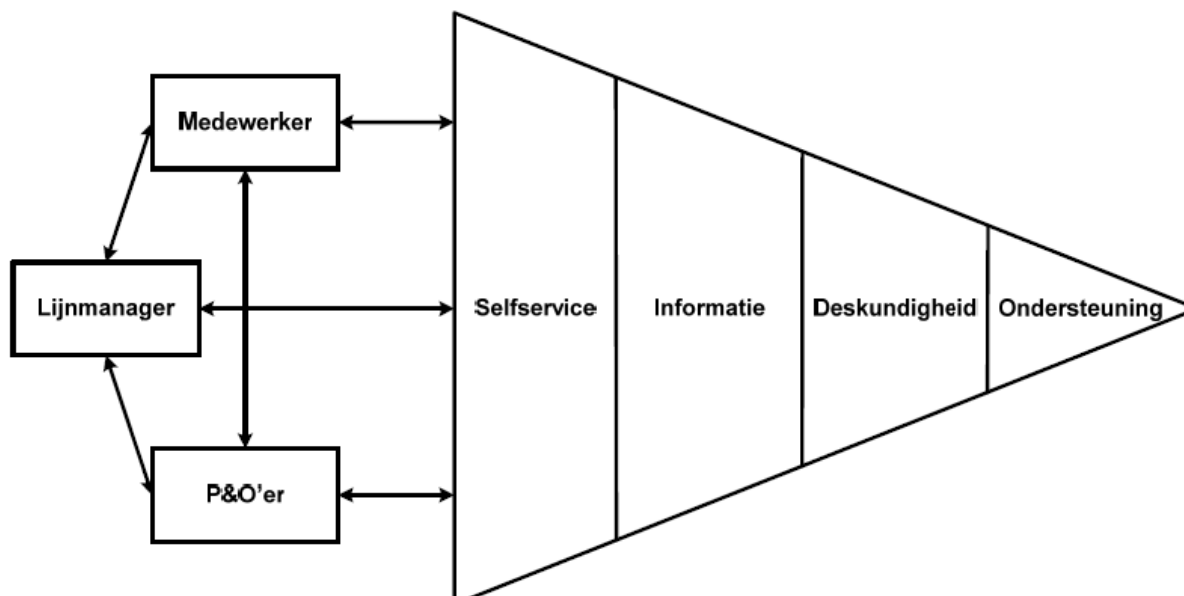 Medewerker
Lijnmanager
P&O'er
Selfservice
Informatie
Deskundigheid
Ondersteuning